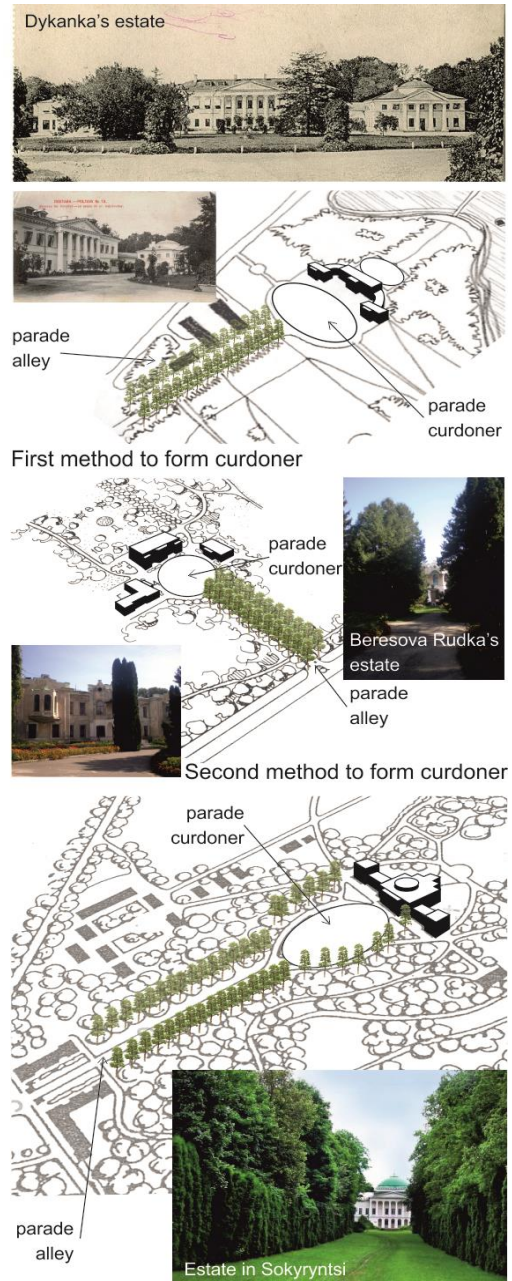 Dykanka's estate
parade
alley
parade
curdoner
First method to form curdoner
parade
curdoner
Beresova Rudka's
estate
parade
alley
Second method to form curdoner
parade
curdoner
parade
alley
Estate in Sokyryntsi